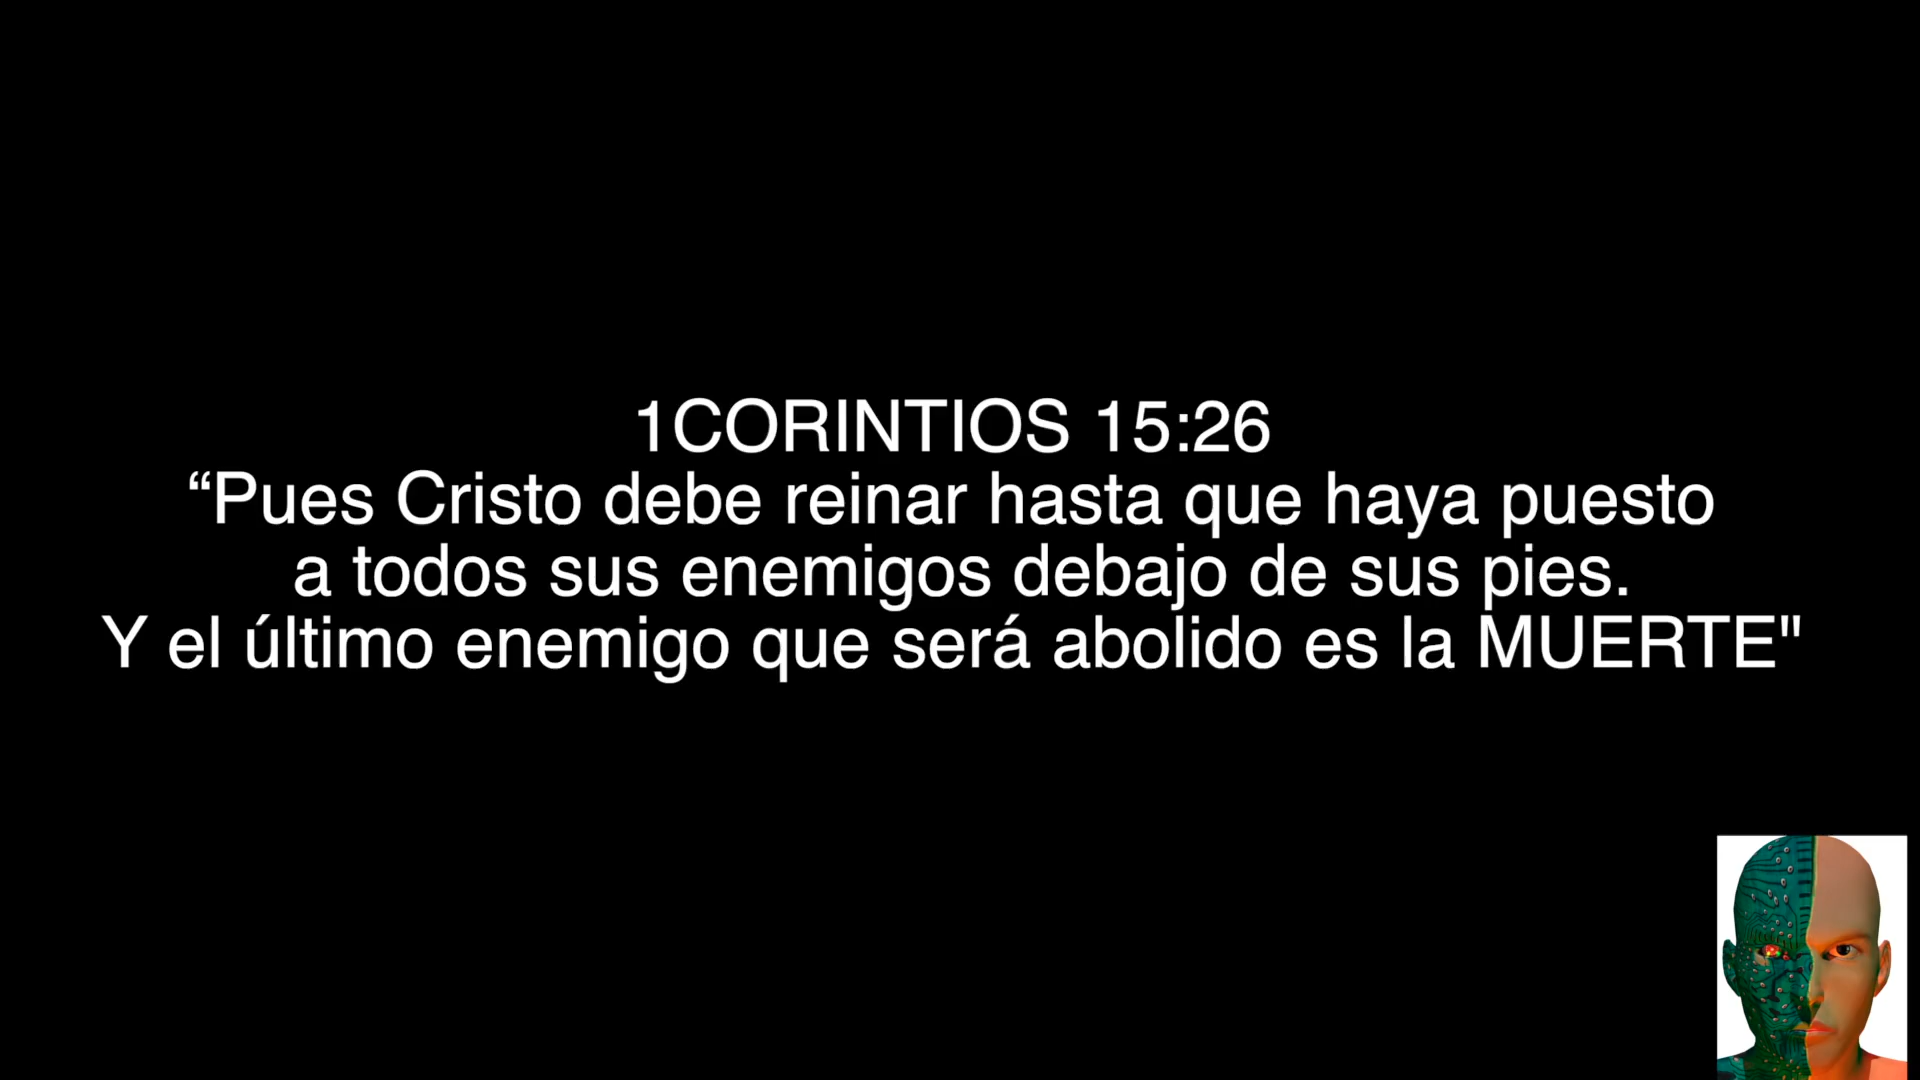 1CORINTIOS 15:26
“Pues Cristo debe reinar hasta que haya puesto
a todos sus enemigos debajo de sus pies.
Y el último enemigo que será abolido es la MUERTE"